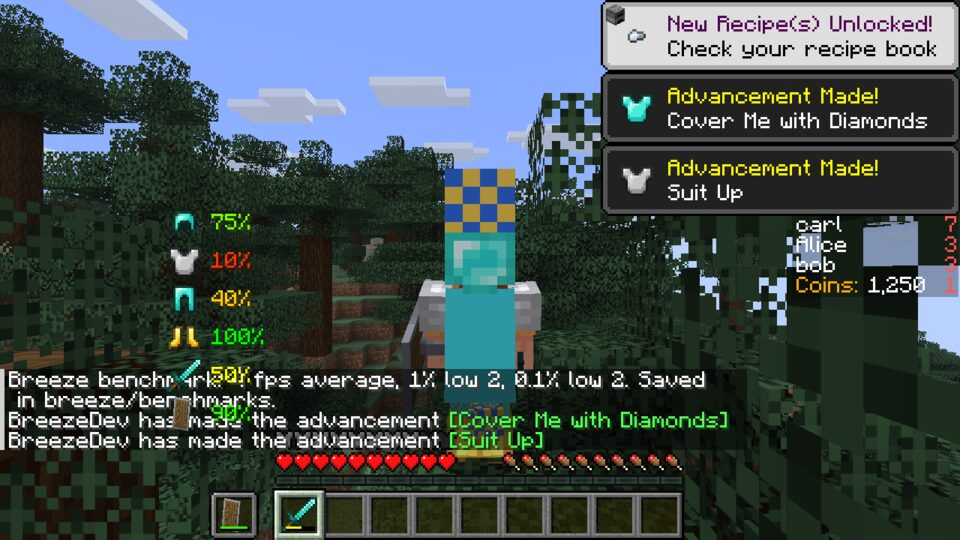 New Recipe(s) Unlocked!
Check your recipe book
Advancement Made!
Cover Me with Diamonds
Advancement Made!
Suit Up
carl 7
Alice 3
bob 3
Coins: 1,250 1
75%
10%
40%
100%
50%
90%
Breeze fps average, 1% low 2, 0.1% low 2. Saved
in breeze/benchmarks.
BreezeDev has made the advancement [Cover Me with Diamonds]
BreezeDev has made the advancement [Suit Up]